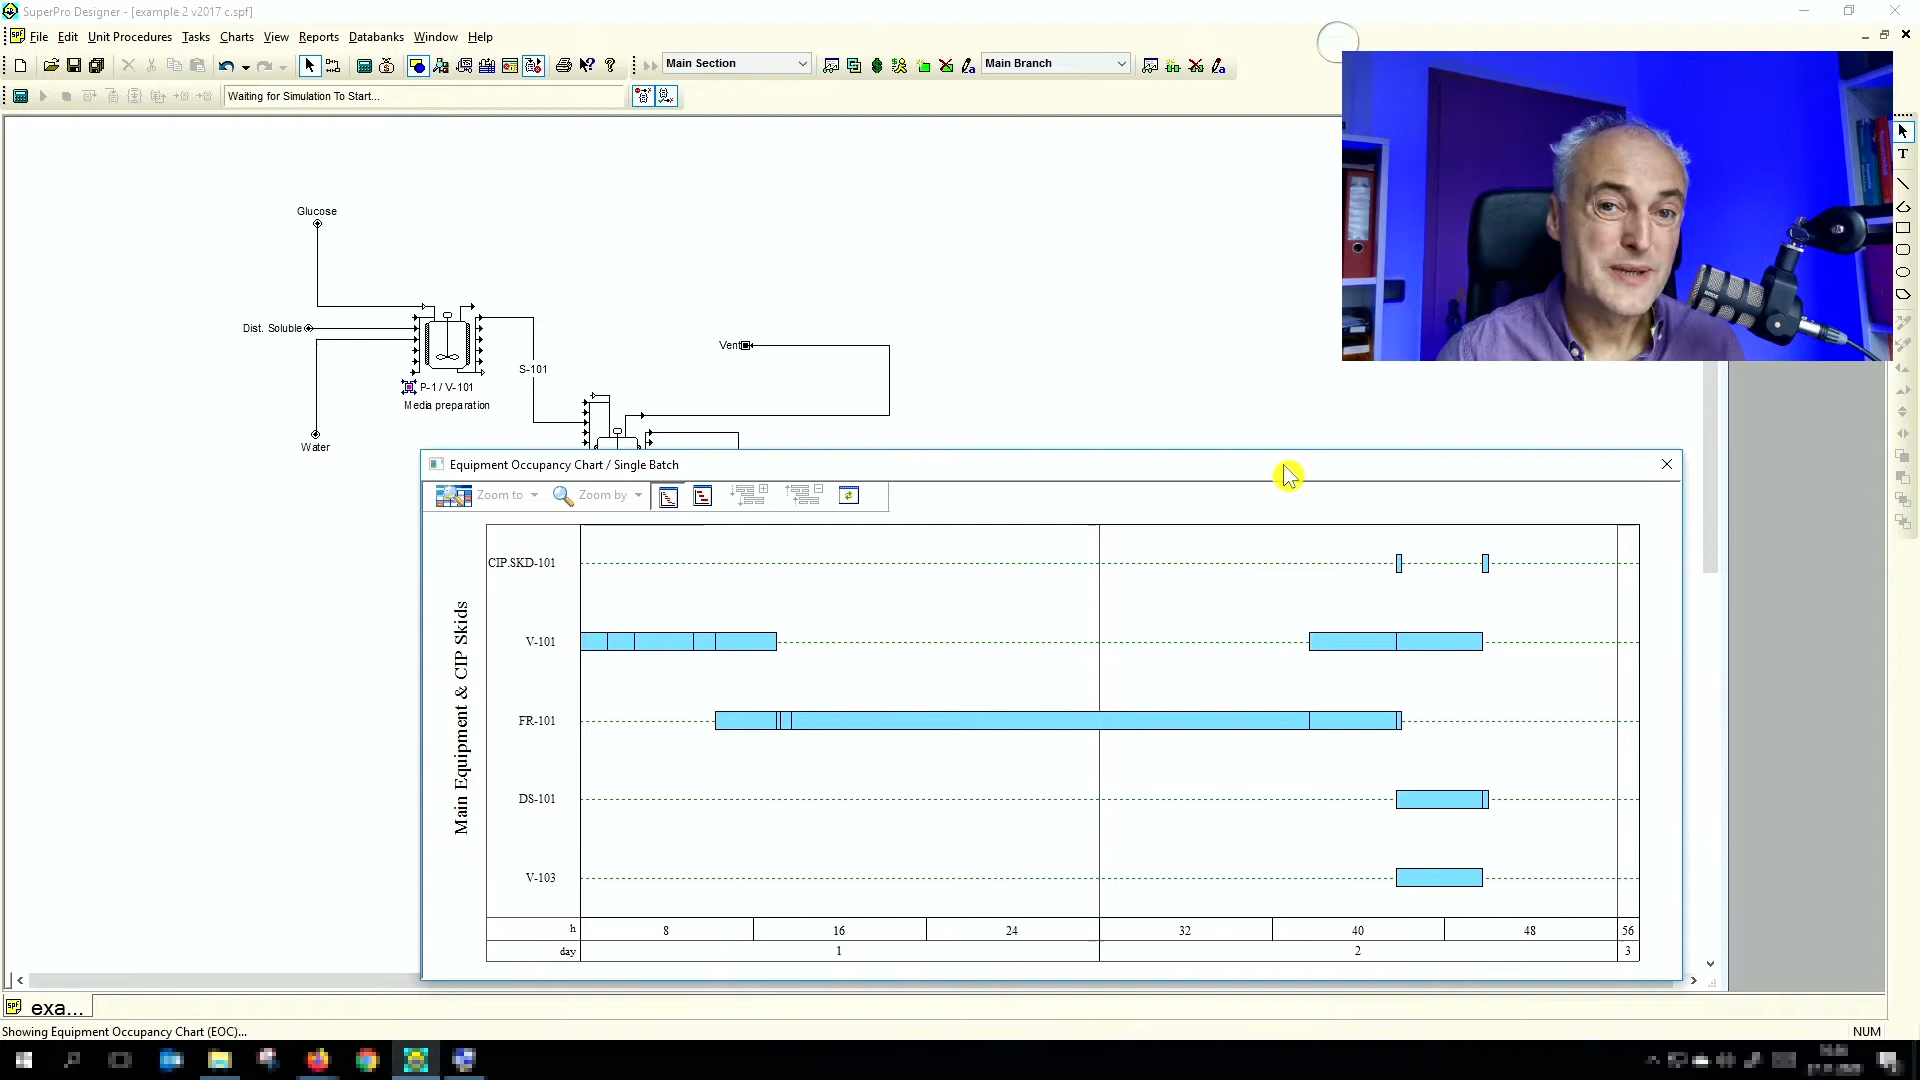 SuperPro Designer - [example 2 v2017 c.spf]
File Edit Unit Procedures Tasks Charts View Reports Databanks Window Help
Main Section
Main Branch
Waiting for Simulation To Start...
T
Glucose
Dist. Soluble
Vent
S-101
P-1 / V-101
Media preparation
Water
Equipment Occupancy Chart / Single Batch
Zoom to
Zoom by
Main Equipment & CIP Skids
CIP.SKD-101
V-101
FR-101
DS-101
V-103
h 8 16 24 32 40 48 56
day 1 2 3
exa...
Showing Equipment Occupancy Chart (EOC)...
NUM